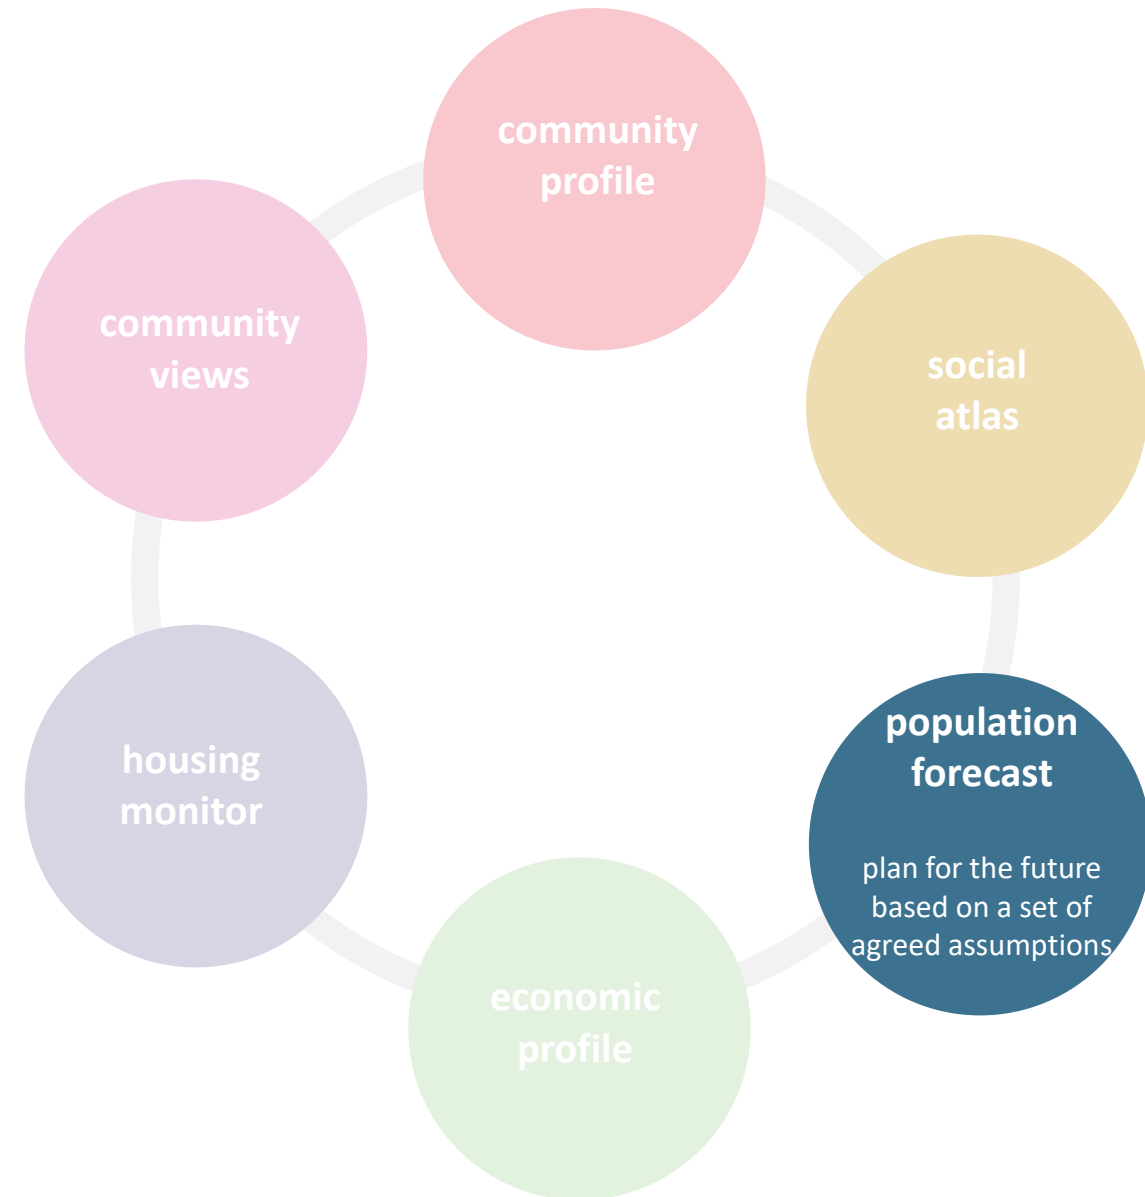 community
profile
social
atlas
population
forecast
plan for the future
based on a set of
agreed assumptions
economic
profile
housing
monitor
community
views